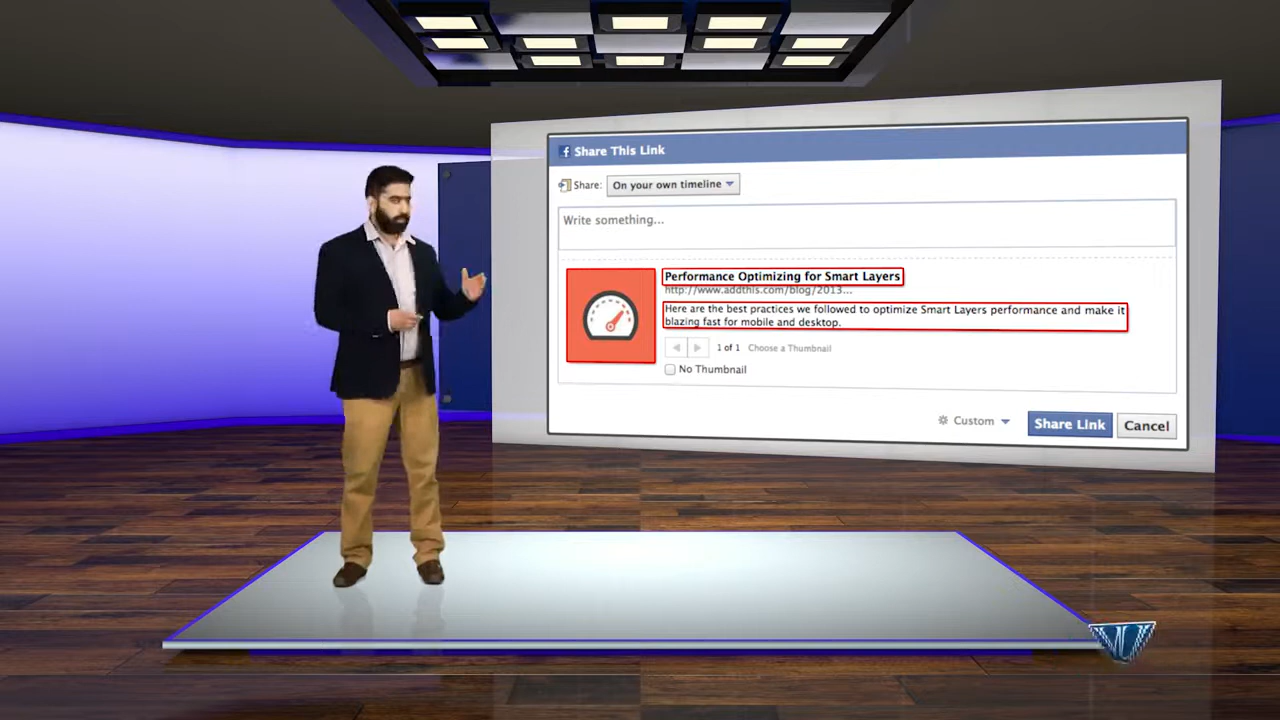 f Share This Link
Share: On your own timeline
Write something...
Performance Optimizing for Smart Layers
http://www.addthis.com/blog/2013...
Here are the best practices we followed to optimize Smart Layers performance and make it
blazing fast for mobile and desktop.
1 of 1 Choose a Thumbnail
No Thumbnail
Custom
Share Link
Cancel
VU